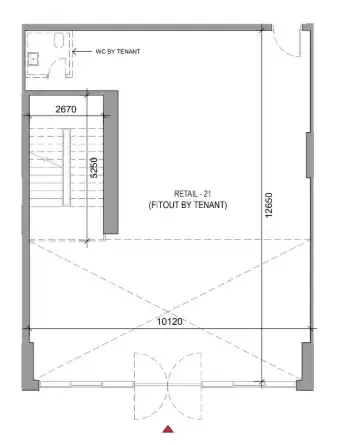 WC BY TENANT
2670
5250
RETAIL - 21
(FITOUT BY TENANT)
12650
10120